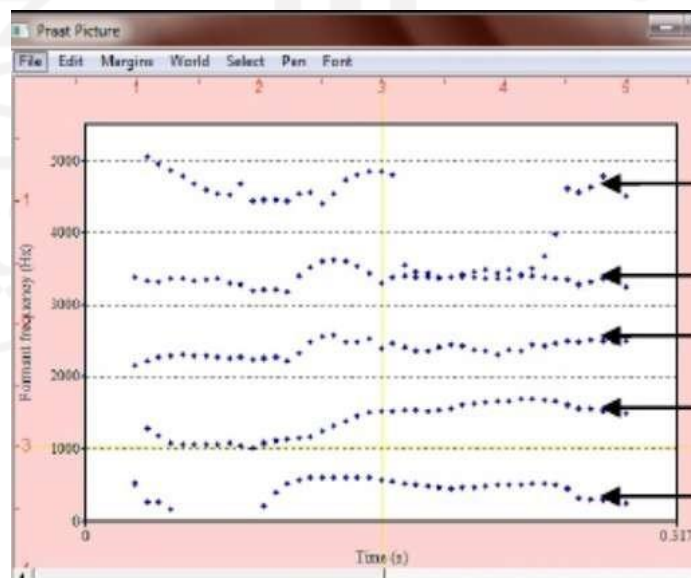 Praat Picture
File Edit Margins World Select Pen Font
1 2 3 4 5
1
3
5000
4000
3000
2000
1000
0
Formant frequency (Hz)
0 0.317
Time (s)